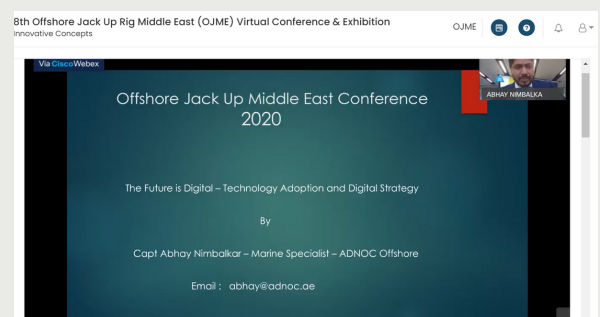 8th Offshore Jack Up Rig Middle East (OJME) Virtual Conference & Exhibition
Innovative Concepts
OJME
Via Cisco Webex
ABHAY NIMBALKA
Offshore Jack Up Middle East Conference
2020
The Future is Digital – Technology Adoption and Digital Strategy
By
Capt Abhay Nimbalkar – Marine Specialist – ADNOC Offshore
Email : abhay@adnoc.ae